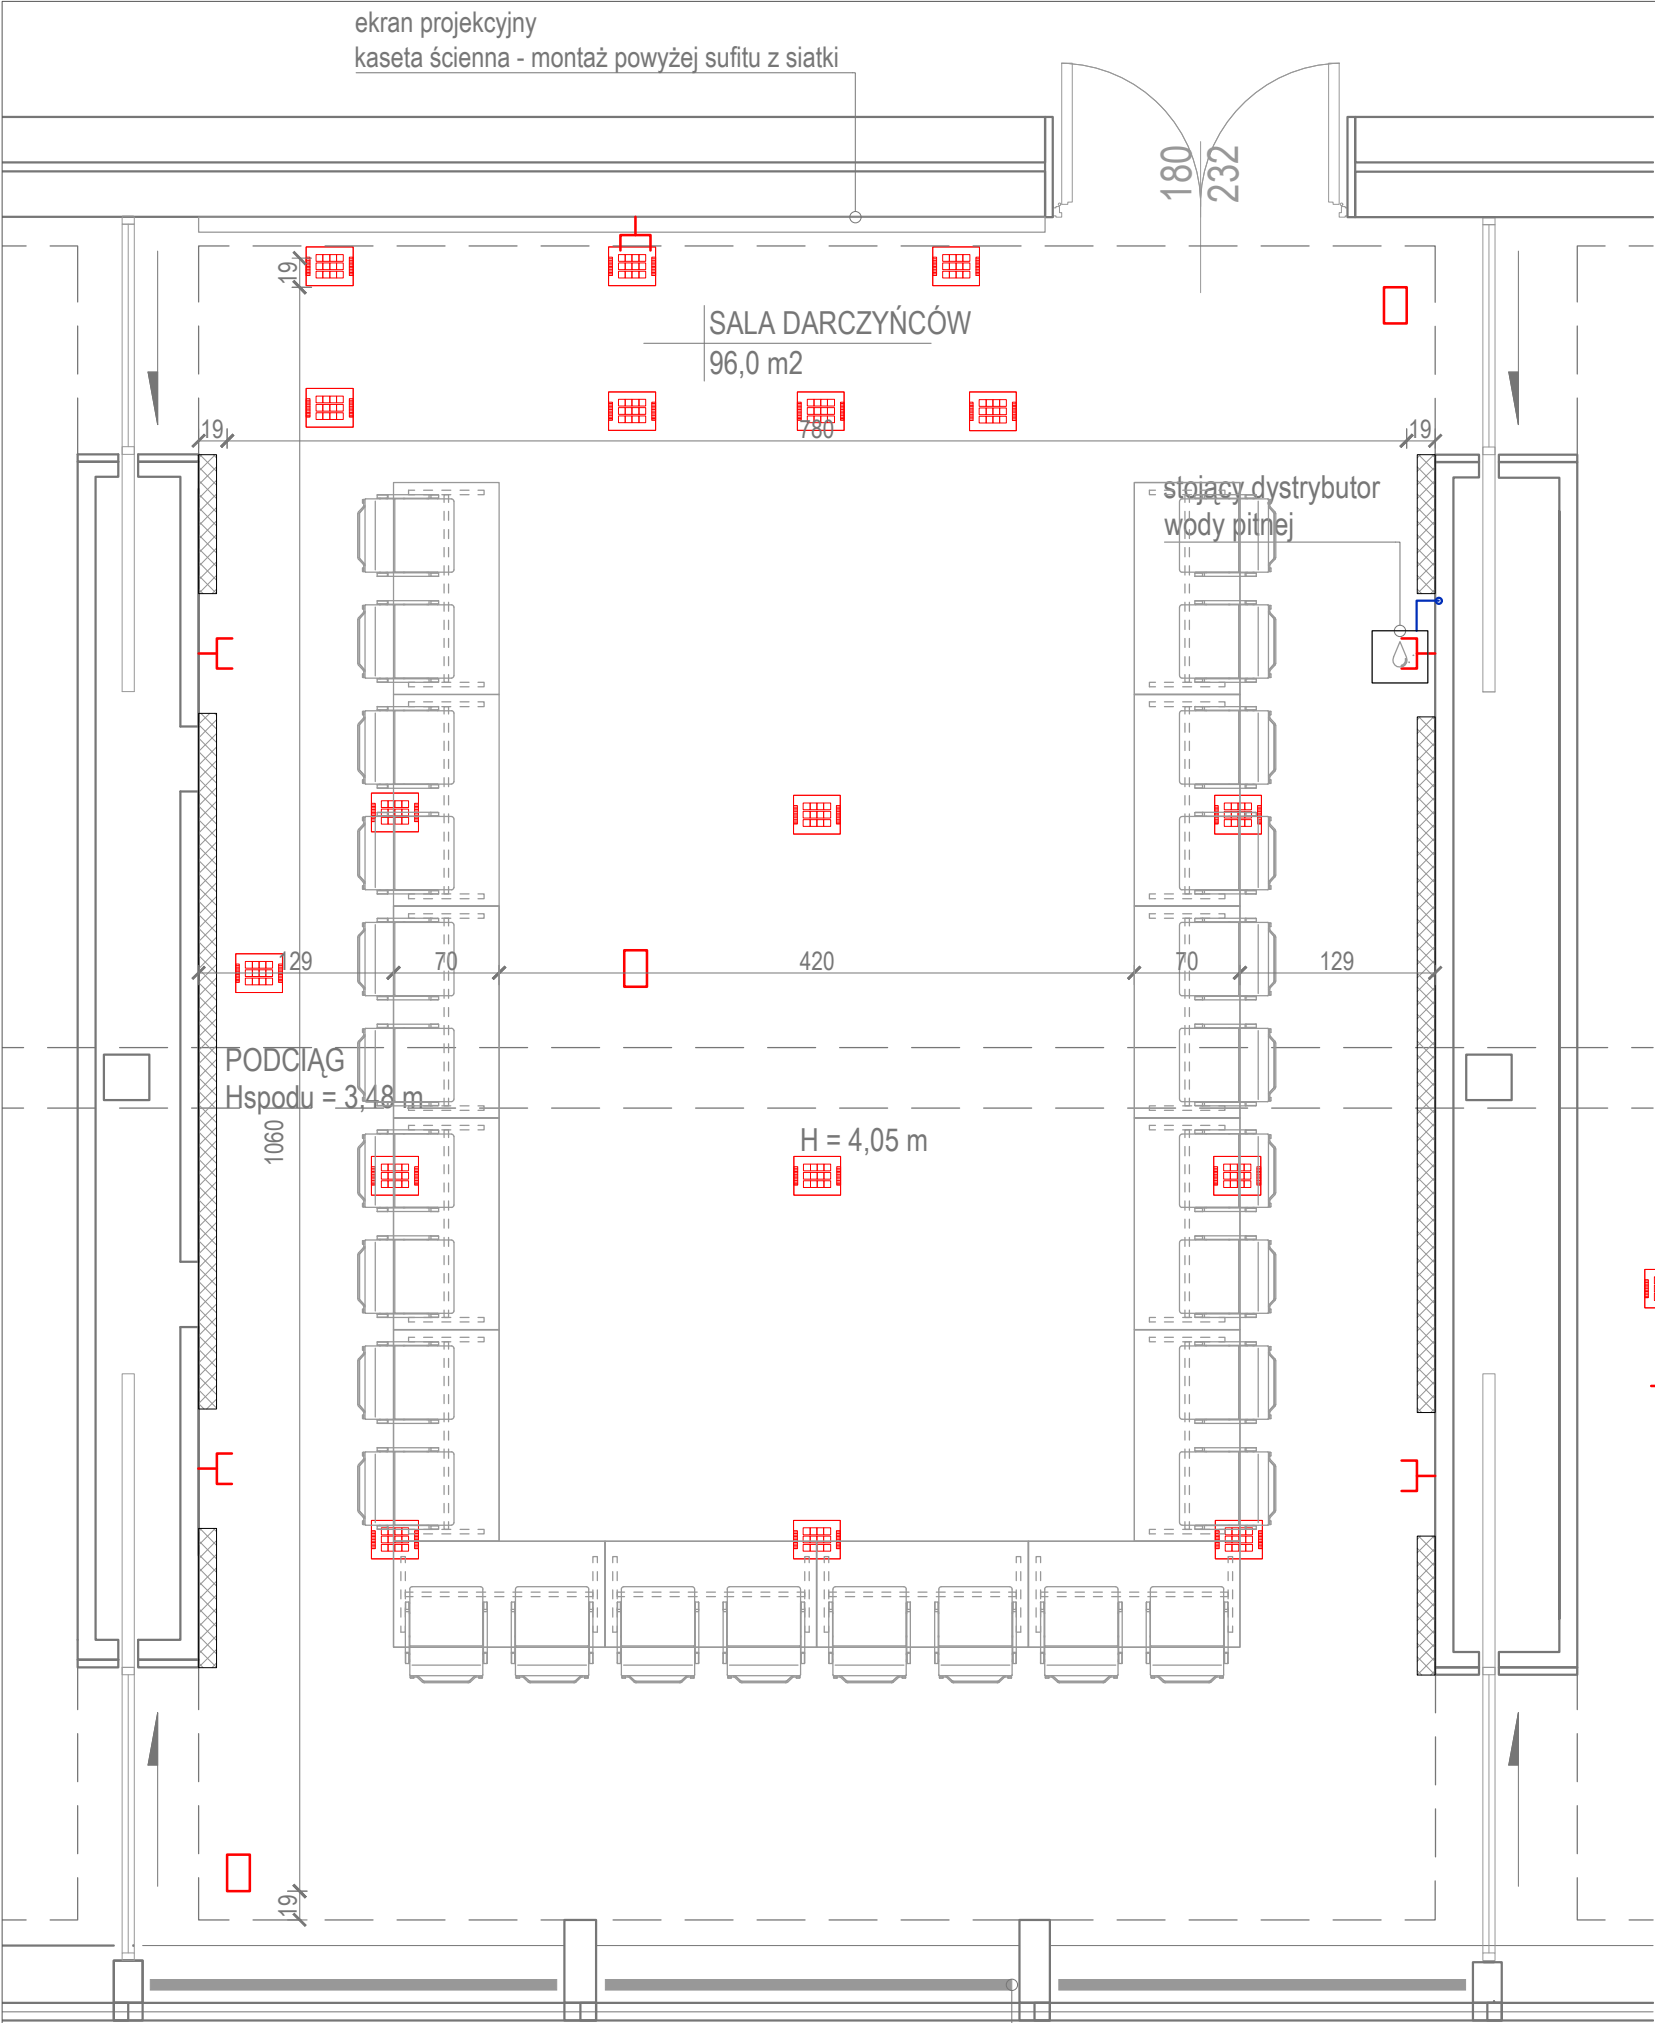 ekran projekcyjny
kaseta ścienna - montaż powyżej sufitu z siatki
180
232
19
SALA DARCZYŃCÓW
96,0 m2
19
780
19
stojący dystrybutor
wody pitnej
129
70
420
70
129
PODCIĄG
Hspodu = 3,48 m
1060
H = 4,05 m
19